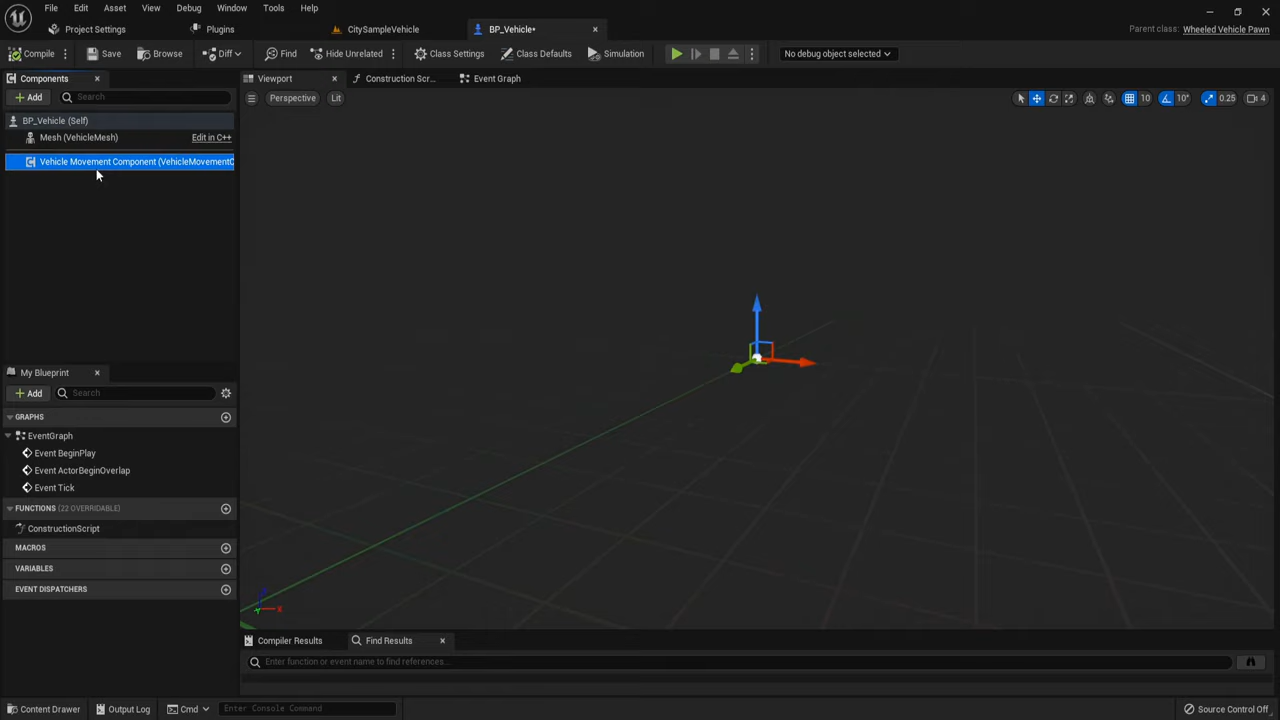 File Edit Asset View Debug Window Tools Help
Project Settings Plugins CitySampleVehicle BP_Vehicle* Parent class: Wheeled Vehicle Pawn
Compile Save Browse Diff Find Hide Unrelated Class Settings Class Defaults Simulation No debug object selected
Components Viewport Construction Scr... Event Graph
Add Search Perspective Lit 10 10° 0.25 4
BP_Vehicle (Self)
Mesh (VehicleMesh) Edit in C++
Vehicle Movement Component (VehicleMovementC
My Blueprint
Add Search
GRAPHS
EventGraph
Event BeginPlay
Event ActorBeginOverlap
Event Tick
FUNCTIONS (22 OVERRIDABLE)
ConstructionScript
MACROS
VARIABLES
EVENT DISPATCHERS
X
Compiler Results Find Results
Enter function or event name to find references...
Content Drawer Output Log Cmd Enter Console Command Source Control Off